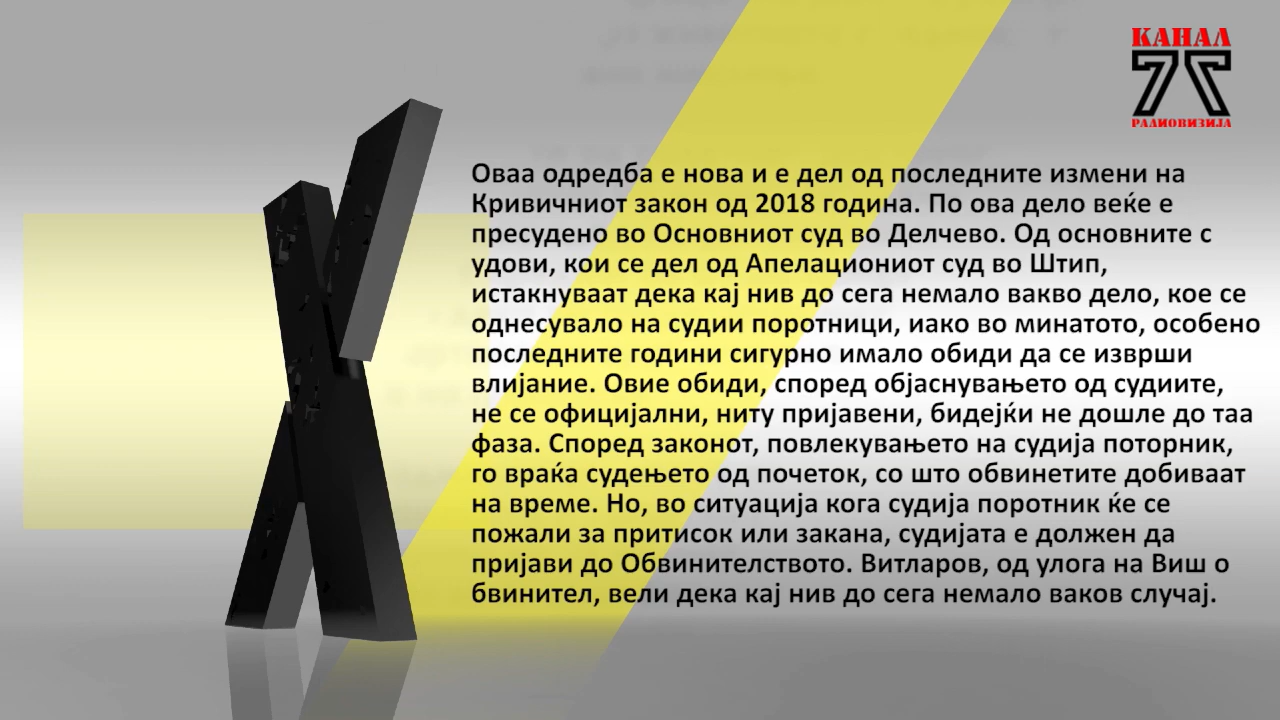 КАНАЛ
77
РАДИОВИЗИЈА
Оваа одредба е нова и е дел од последните измени на
Кривичниот закон од 2018 година. По ова дело веќе е
пресудено во Основниот суд во Делчево. Од основните с
удови, кои се дел од Апелациониот суд во Штип,
истакнуваат дека кај нив до сега немало вакво дело, кое се
однесувало на судии поротници, иако во минатото, особено
последните години сигурно имало обиди да се изврши
влијание. Овие обиди, според објаснувањето од судиите,
не се официјални, ниту пријавени, бидејќи не дошле до таа
фаза. Според законот, повлекувањето на судија поторник,
го враќа судењето од почеток, со што обвинетите добиваат
на време. Но, во ситуација кога судија поротник ќе се
пожали за притисок или закана, судијата е должен да
пријави до Обвинителството. Витларов, од улога на Виш о
бвинител, вели дека кај нив до сега немало ваков случај.